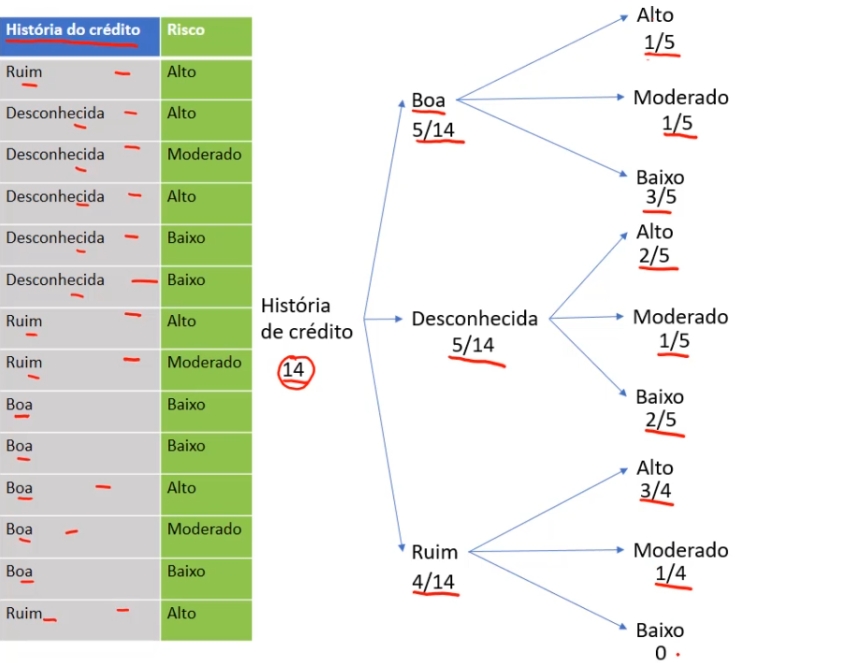 História do crédito Risco
Ruim Alto
Desconhecida Alto
Desconhecida Moderado
Desconhecida Alto
Desconhecida Baixo
Desconhecida Baixo
Ruim Alto
Ruim Moderado
Boa Baixo
Boa Baixo
Boa Alto
Boa Moderado
Boa Baixo
Ruim Alto
História
de crédito
14
Boa
5/14
Alto
1/5
Moderado
1/5
Baixo
3/5
Desconhecida
5/14
Alto
2/5
Moderado
1/5
Baixo
2/5
Ruim
4/14
Alto
3/4
Moderado
1/4
Baixo
0